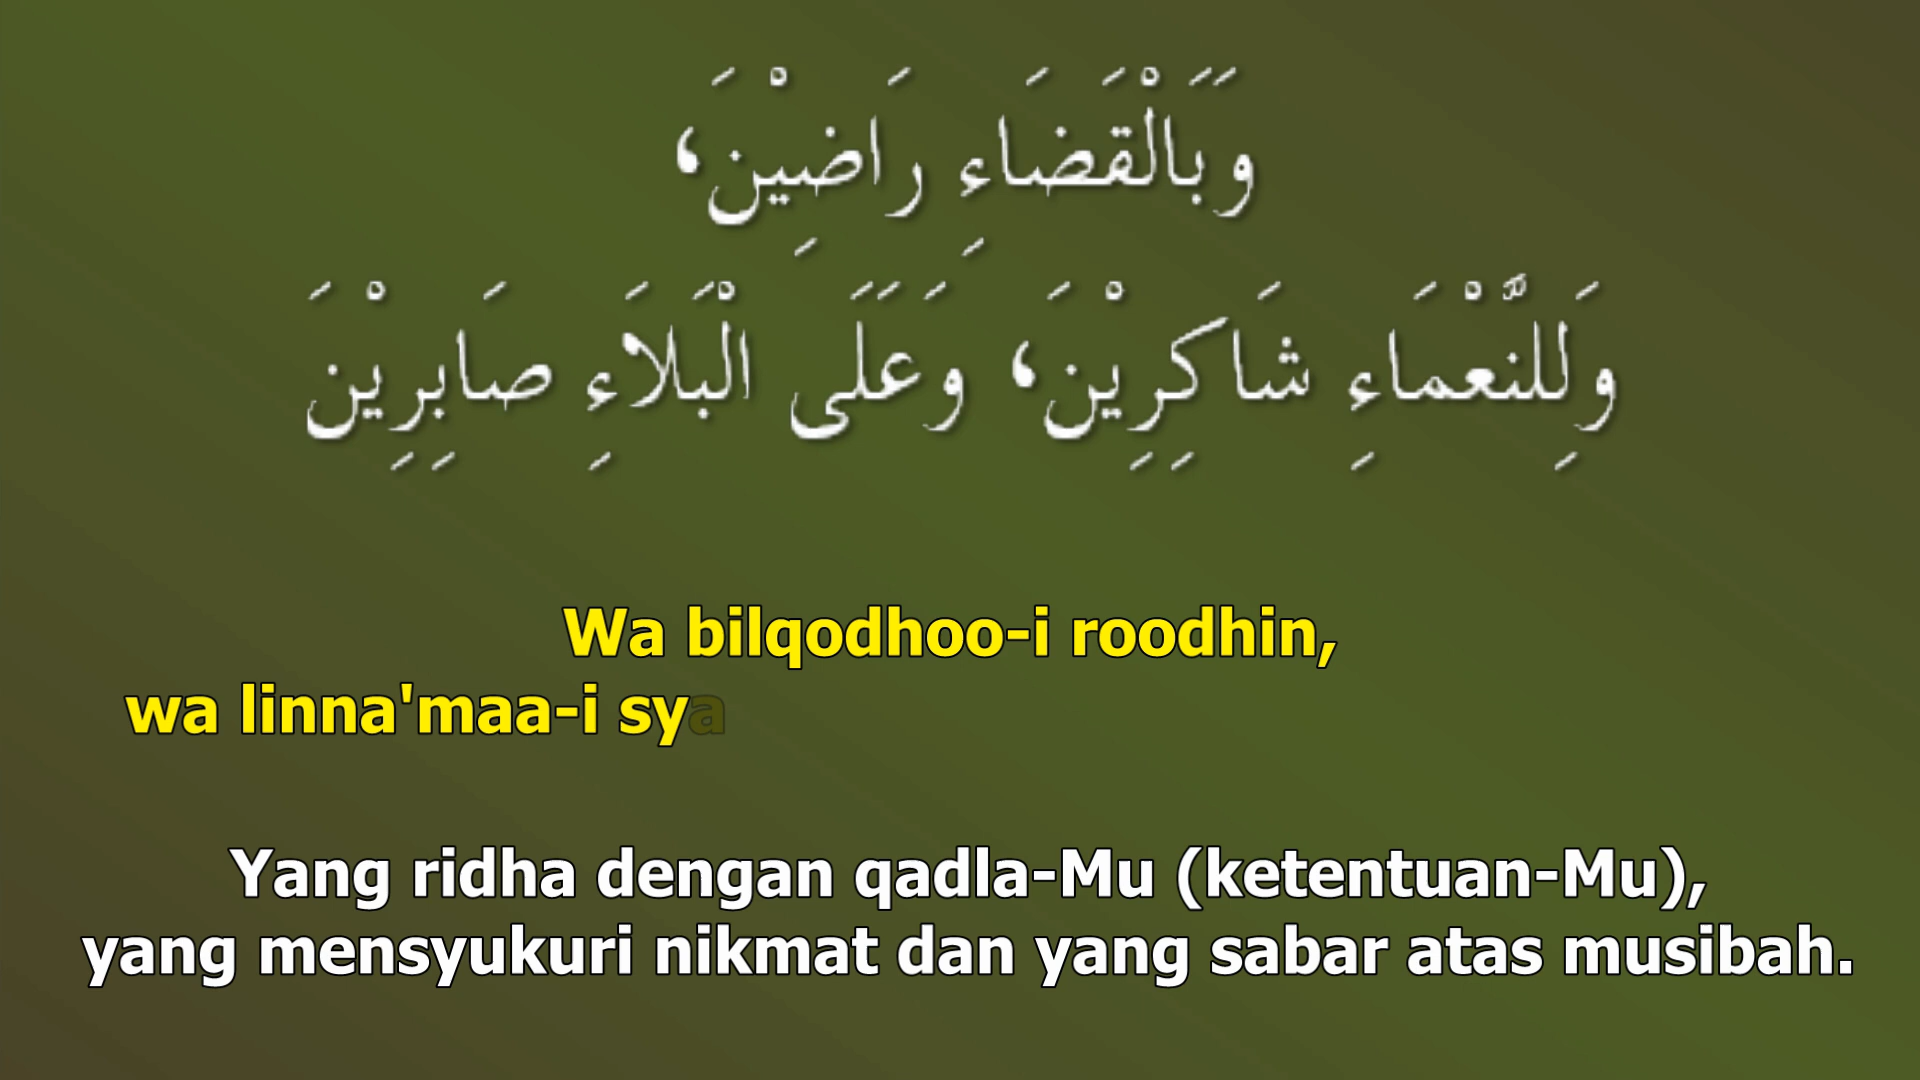 وَبَالْقَضَاءِ رَاضِيْنَ،
وَلِلنَّعْمَاءِ شَاكِرِيْنَ، وَعَلَى الْبَلَاءِ صَابِرِيْنَ
Wa bilqodhoo-i roodhin,
wa linna'maa-i sya
Yang ridha dengan qadla-Mu (ketentuan-Mu),
yang mensyukuri nikmat dan yang sabar atas musibah.